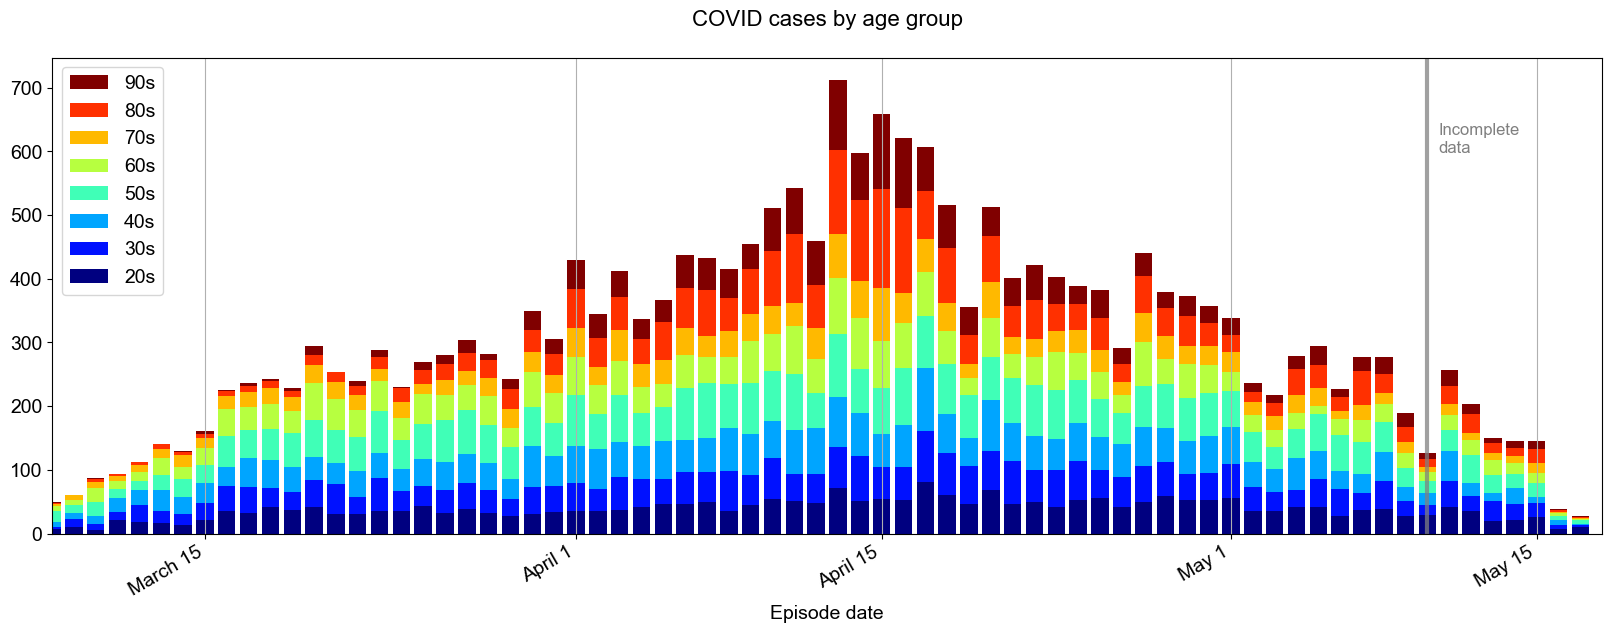 COVID cases by age group
700
600
500
400
300
200
100
0
90s
80s
70s
60s
50s
40s
30s
20s
Incomplete
data
March 15
April 1
April 15
May 1
May 15
Episode date